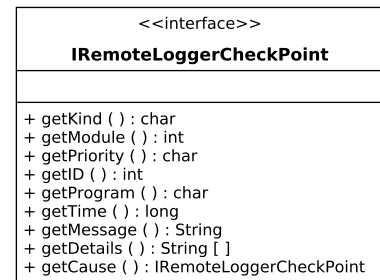 <<interface>>
IRemoteLoggerCheckPoint
+ getKind ( ) : char
+ getModule ( ) : int
+ getPriority ( ) : char
+ getID ( ) : int
+ getProgram ( ) : char
+ getTime ( ) : long
+ getMessage ( ) : String
+ getDetails ( ) : String [ ]
+ getCause ( ) : IRemoteLoggerCheckPoint